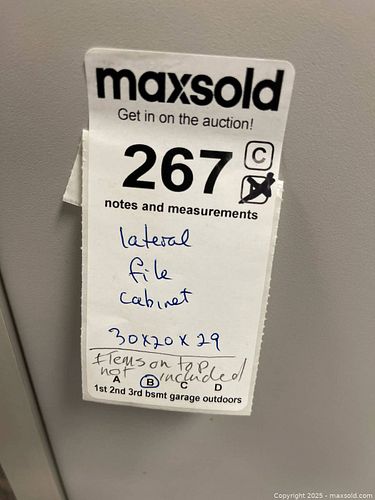 maxsold
Get in on the auction!
267
C
notes and measurements
lateral
file
cabinet
30x20x29
Items on top
not included
A B C D
1st 2nd 3rd bsmt garage outdoors
Copyright © 2025 - maxsold.com